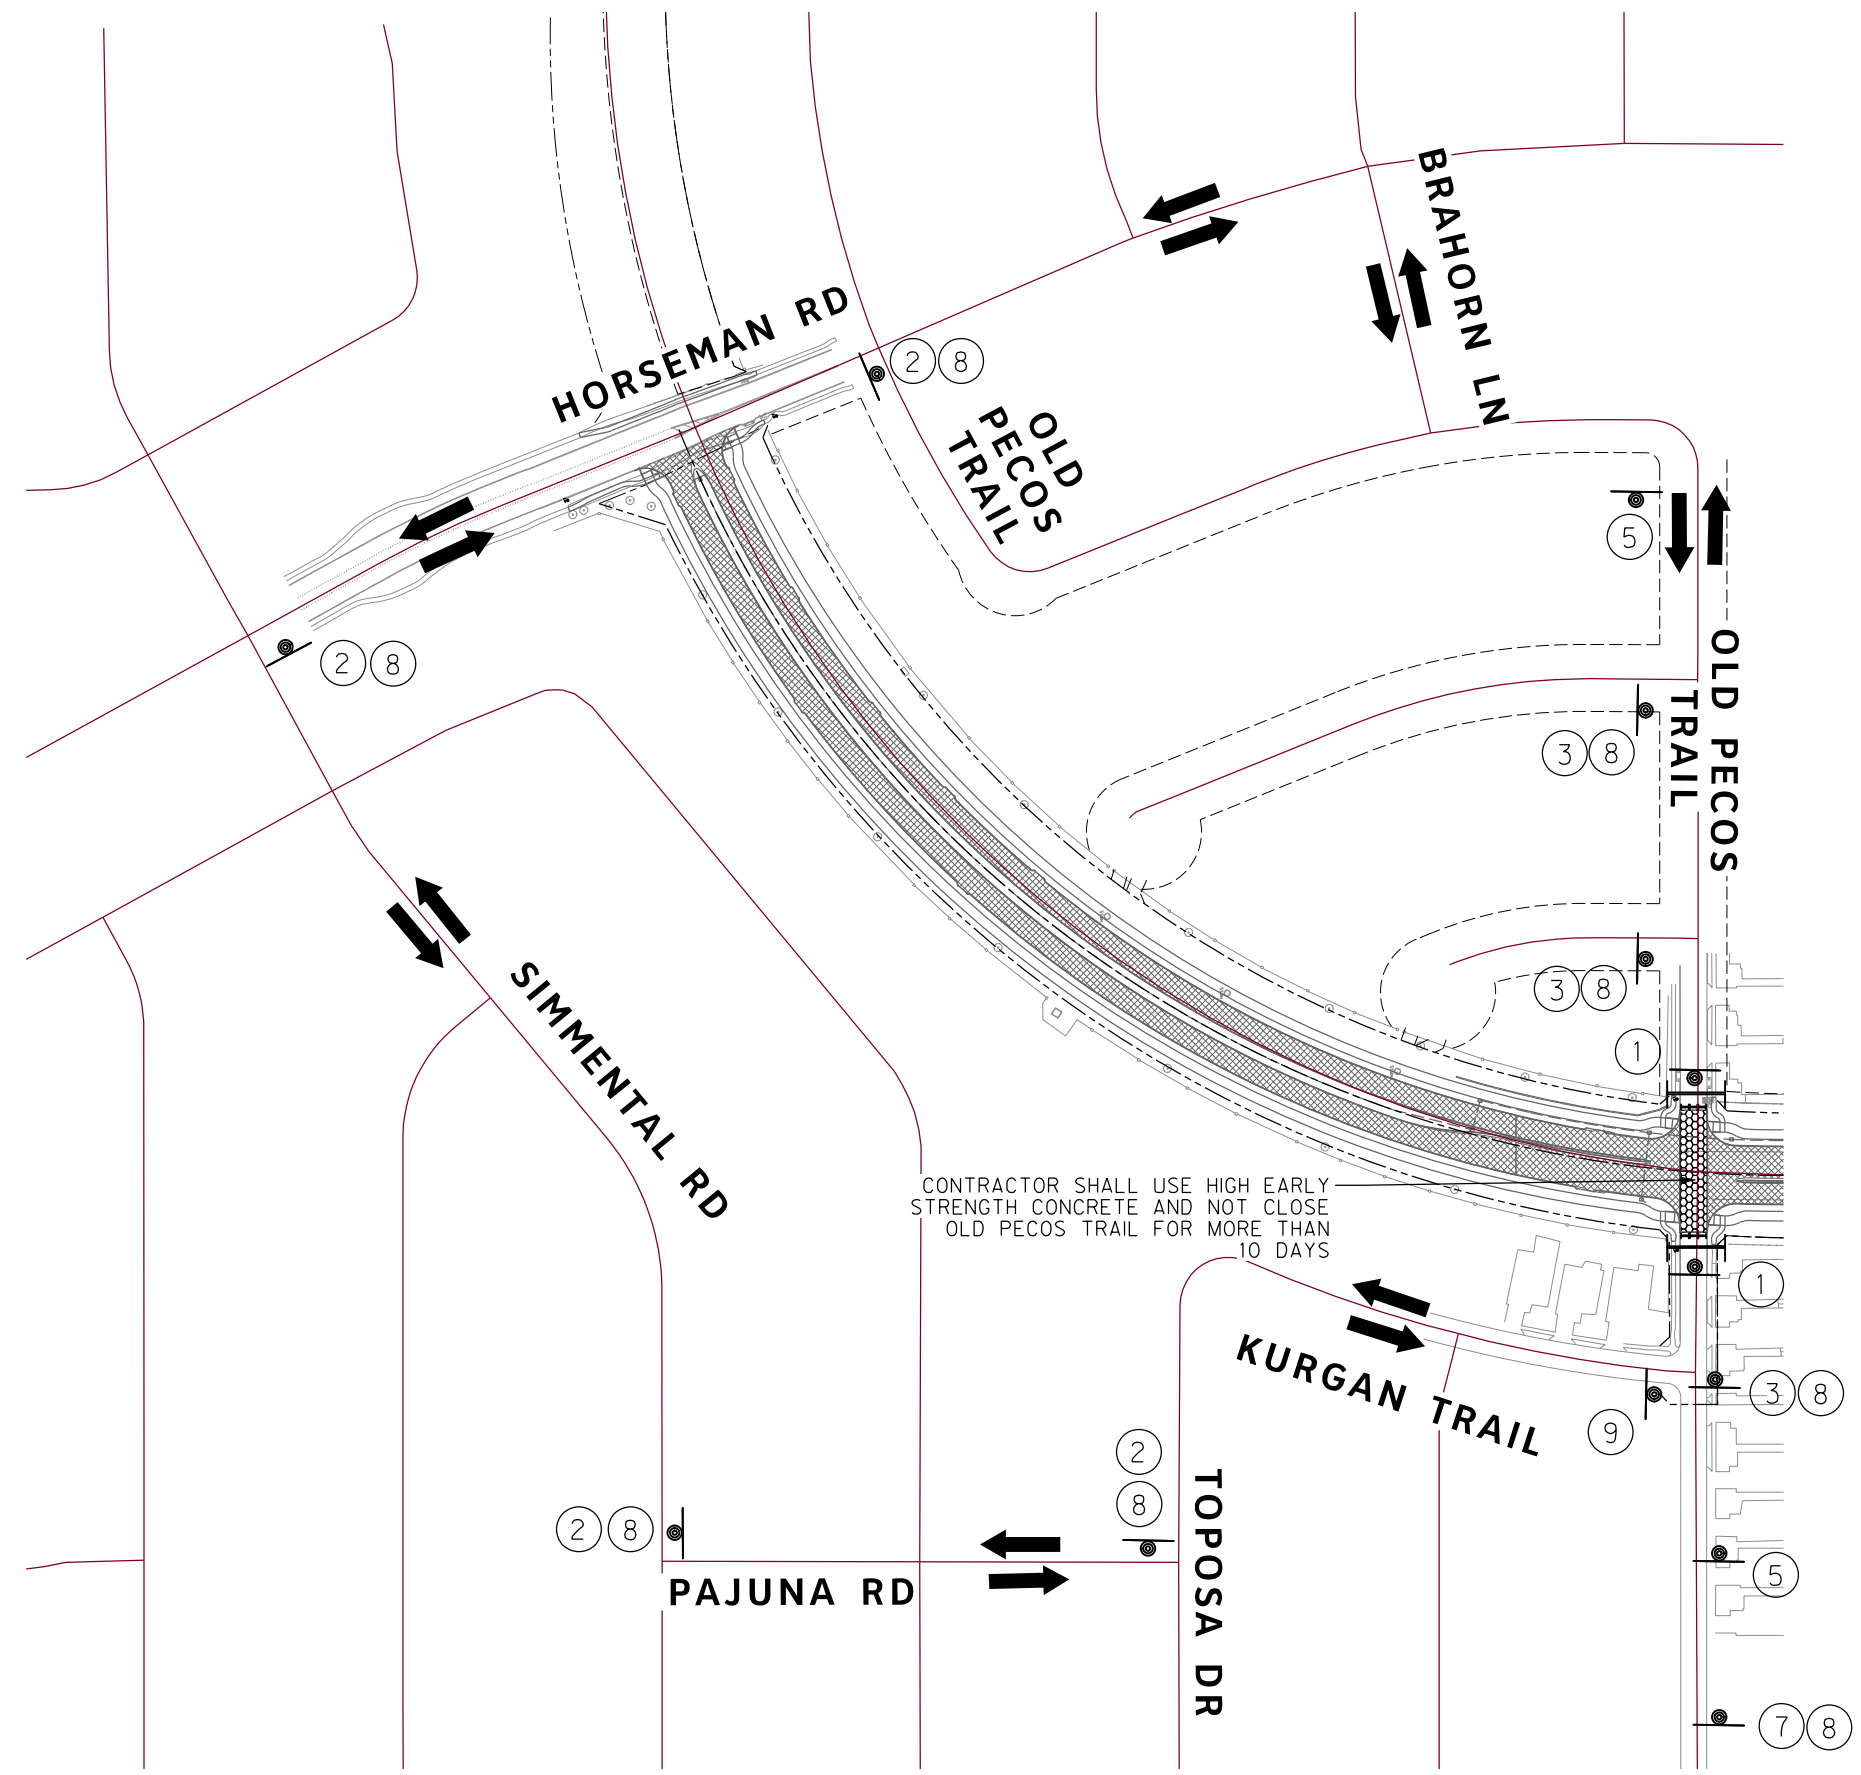 BRAHORN LN
HORSEMAN RD
2 8
OLD
PECOS
TRAIL
5
2 8
OLD PECOS
TRAIL
3 8
3 8
1
SIMMENTAL RD
CONTRACTOR SHALL USE HIGH EARLY
STRENGTH CONCRETE AND NOT CLOSE
OLD PECOS TRAIL FOR MORE THAN
10 DAYS
1
KURGAN TRAIL
3 8
9
2
8
2 8
TOPOSA DR
PAJUNA RD
5
7 8